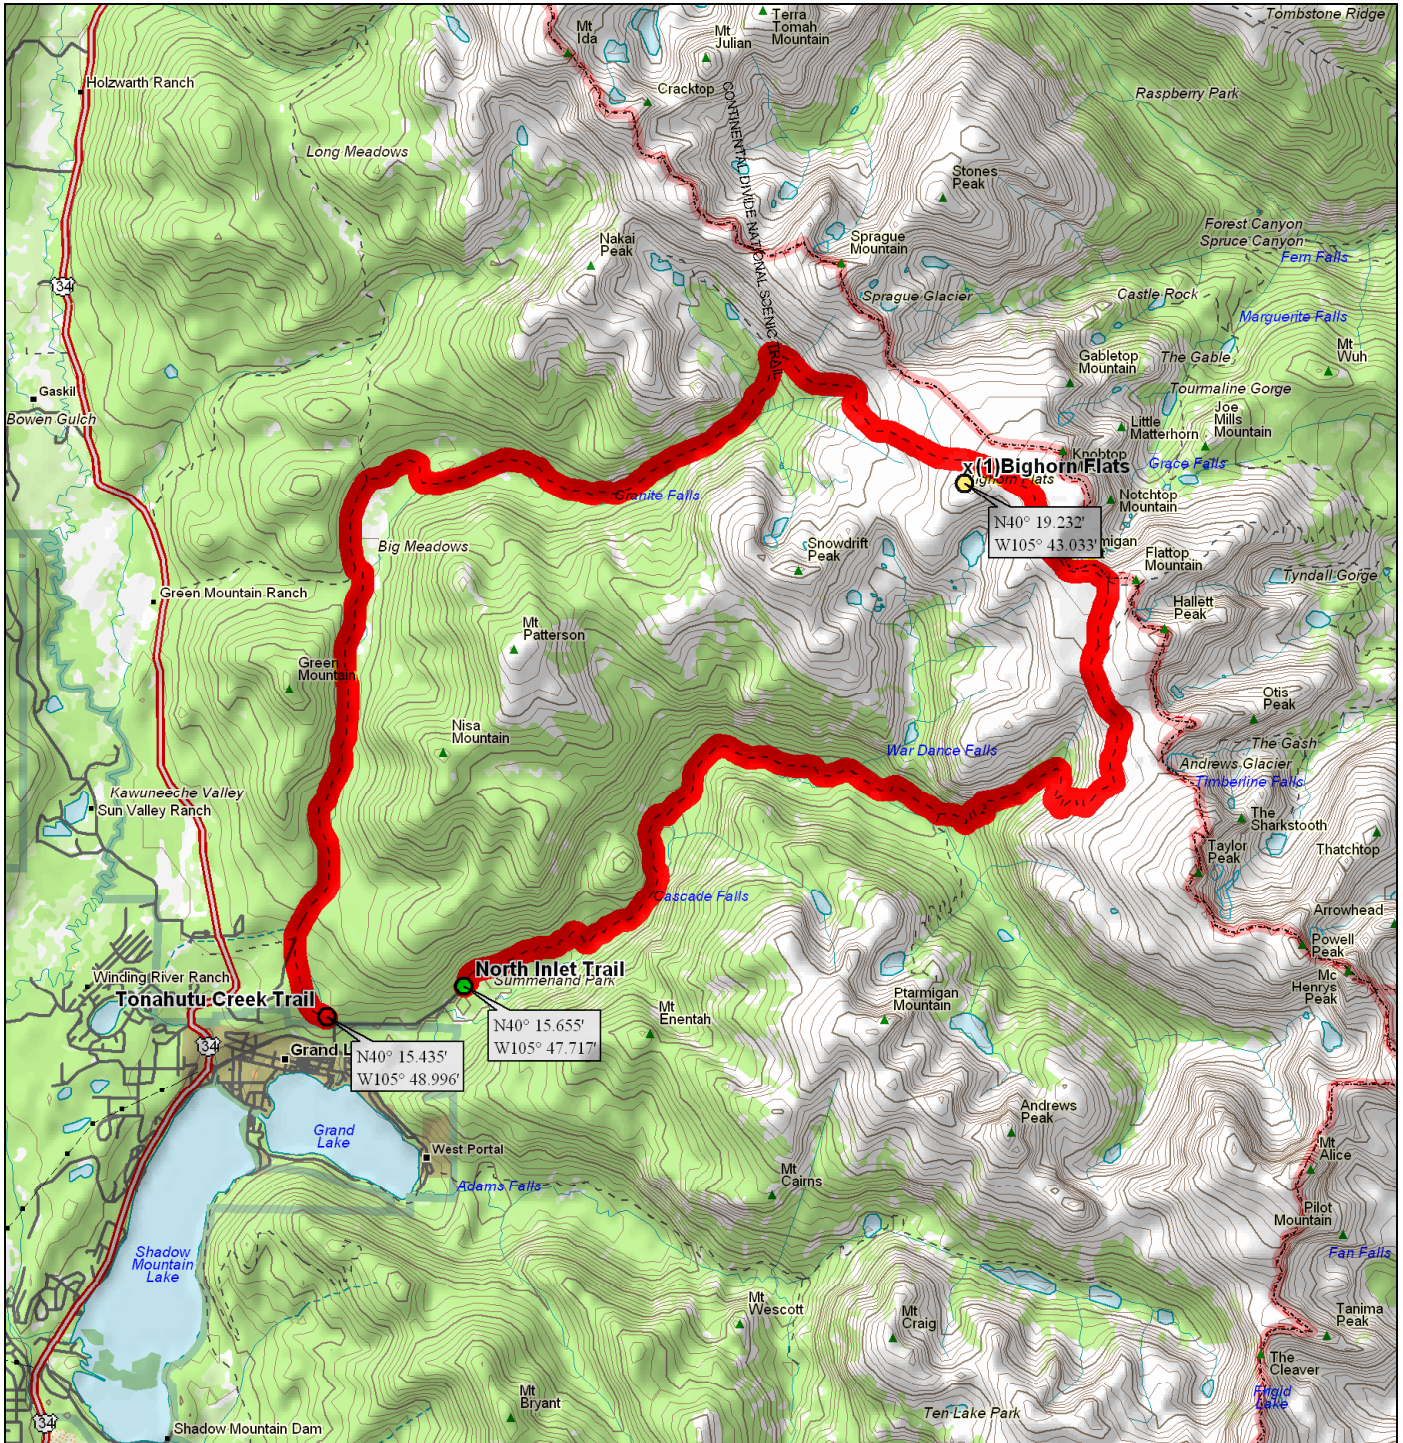 Tombstone Ridge
Terra
Tomah
Mountain
Mt
Ida
Mt
Julian
Holzwarth Ranch
Cracktop
Raspberry Park
CONTINENTAL DIVIDE NATIONAL SCENIC TRAIL
Long Meadows
Stones
Peak
Nakai
Peak
Sprague
Mountain
Forest Canyon
Spruce Canyon
Fern Falls
34
Sprague Glacier
Castle Rock
Marguerite Falls
Gabletop
Mountain
The Gable
Mt
Wuh
Gaskil
Bowen Gulch
Tourmaline Gorge
Little
Matterhorn
Joe
Mills
Mountain
Knobtop
Grace Falls
x(1)Bighorn Flats
ighorn Flats
Granite Falls
Notchtop
Mountain
N40° 19.232'
W105° 43.033'
migan
Big Meadows
Snowdrift
Peak
Flattop
Mountain
Tyndall Gorge
Green Mountain Ranch
Hallett
Peak
Mt
Patterson
Green
Mountain
Otis
Peak
Nisa
Mountain
War Dance Falls
The Gash
Andrews Glacier
Timberline Falls
Kawuneeche Valley
Sun Valley Ranch
The
Sharkstooth
Taylor
Peak
Thatchtop
Cascade Falls
Arrowhead
Powell
Peak
North Inlet Trail
Summerland Park
Winding River Ranch
Tonahutu Creek Trail
Mc
Henrys
Peak
Ptarmigan
Mountain
Mt
Enentah
N40° 15.655'
W105° 47.717'
34
Grand L
N40° 15.435'
W105° 48.996'
Andrews
Peak
Grand
Lake
West Portal
Mt
Alice
Adams Falls
Mt
Cairns
Pilot
Mountain
Shadow
Mountain
Lake
Fan Falls
Mt
Wescott
Mt
Craig
Tanima
Peak
The
Cleaver
Mt
Bryant
Frigid
Lake
Ten Lake Park
34
Shadow Mountain Dam